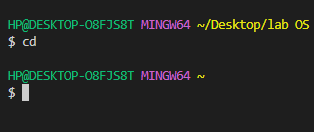 HP@DESKTOP-O8FJS8T MINGW64 ~/Desktop/lab OS
$ cd
HP@DESKTOP-O8FJS8T MINGW64 ~
$